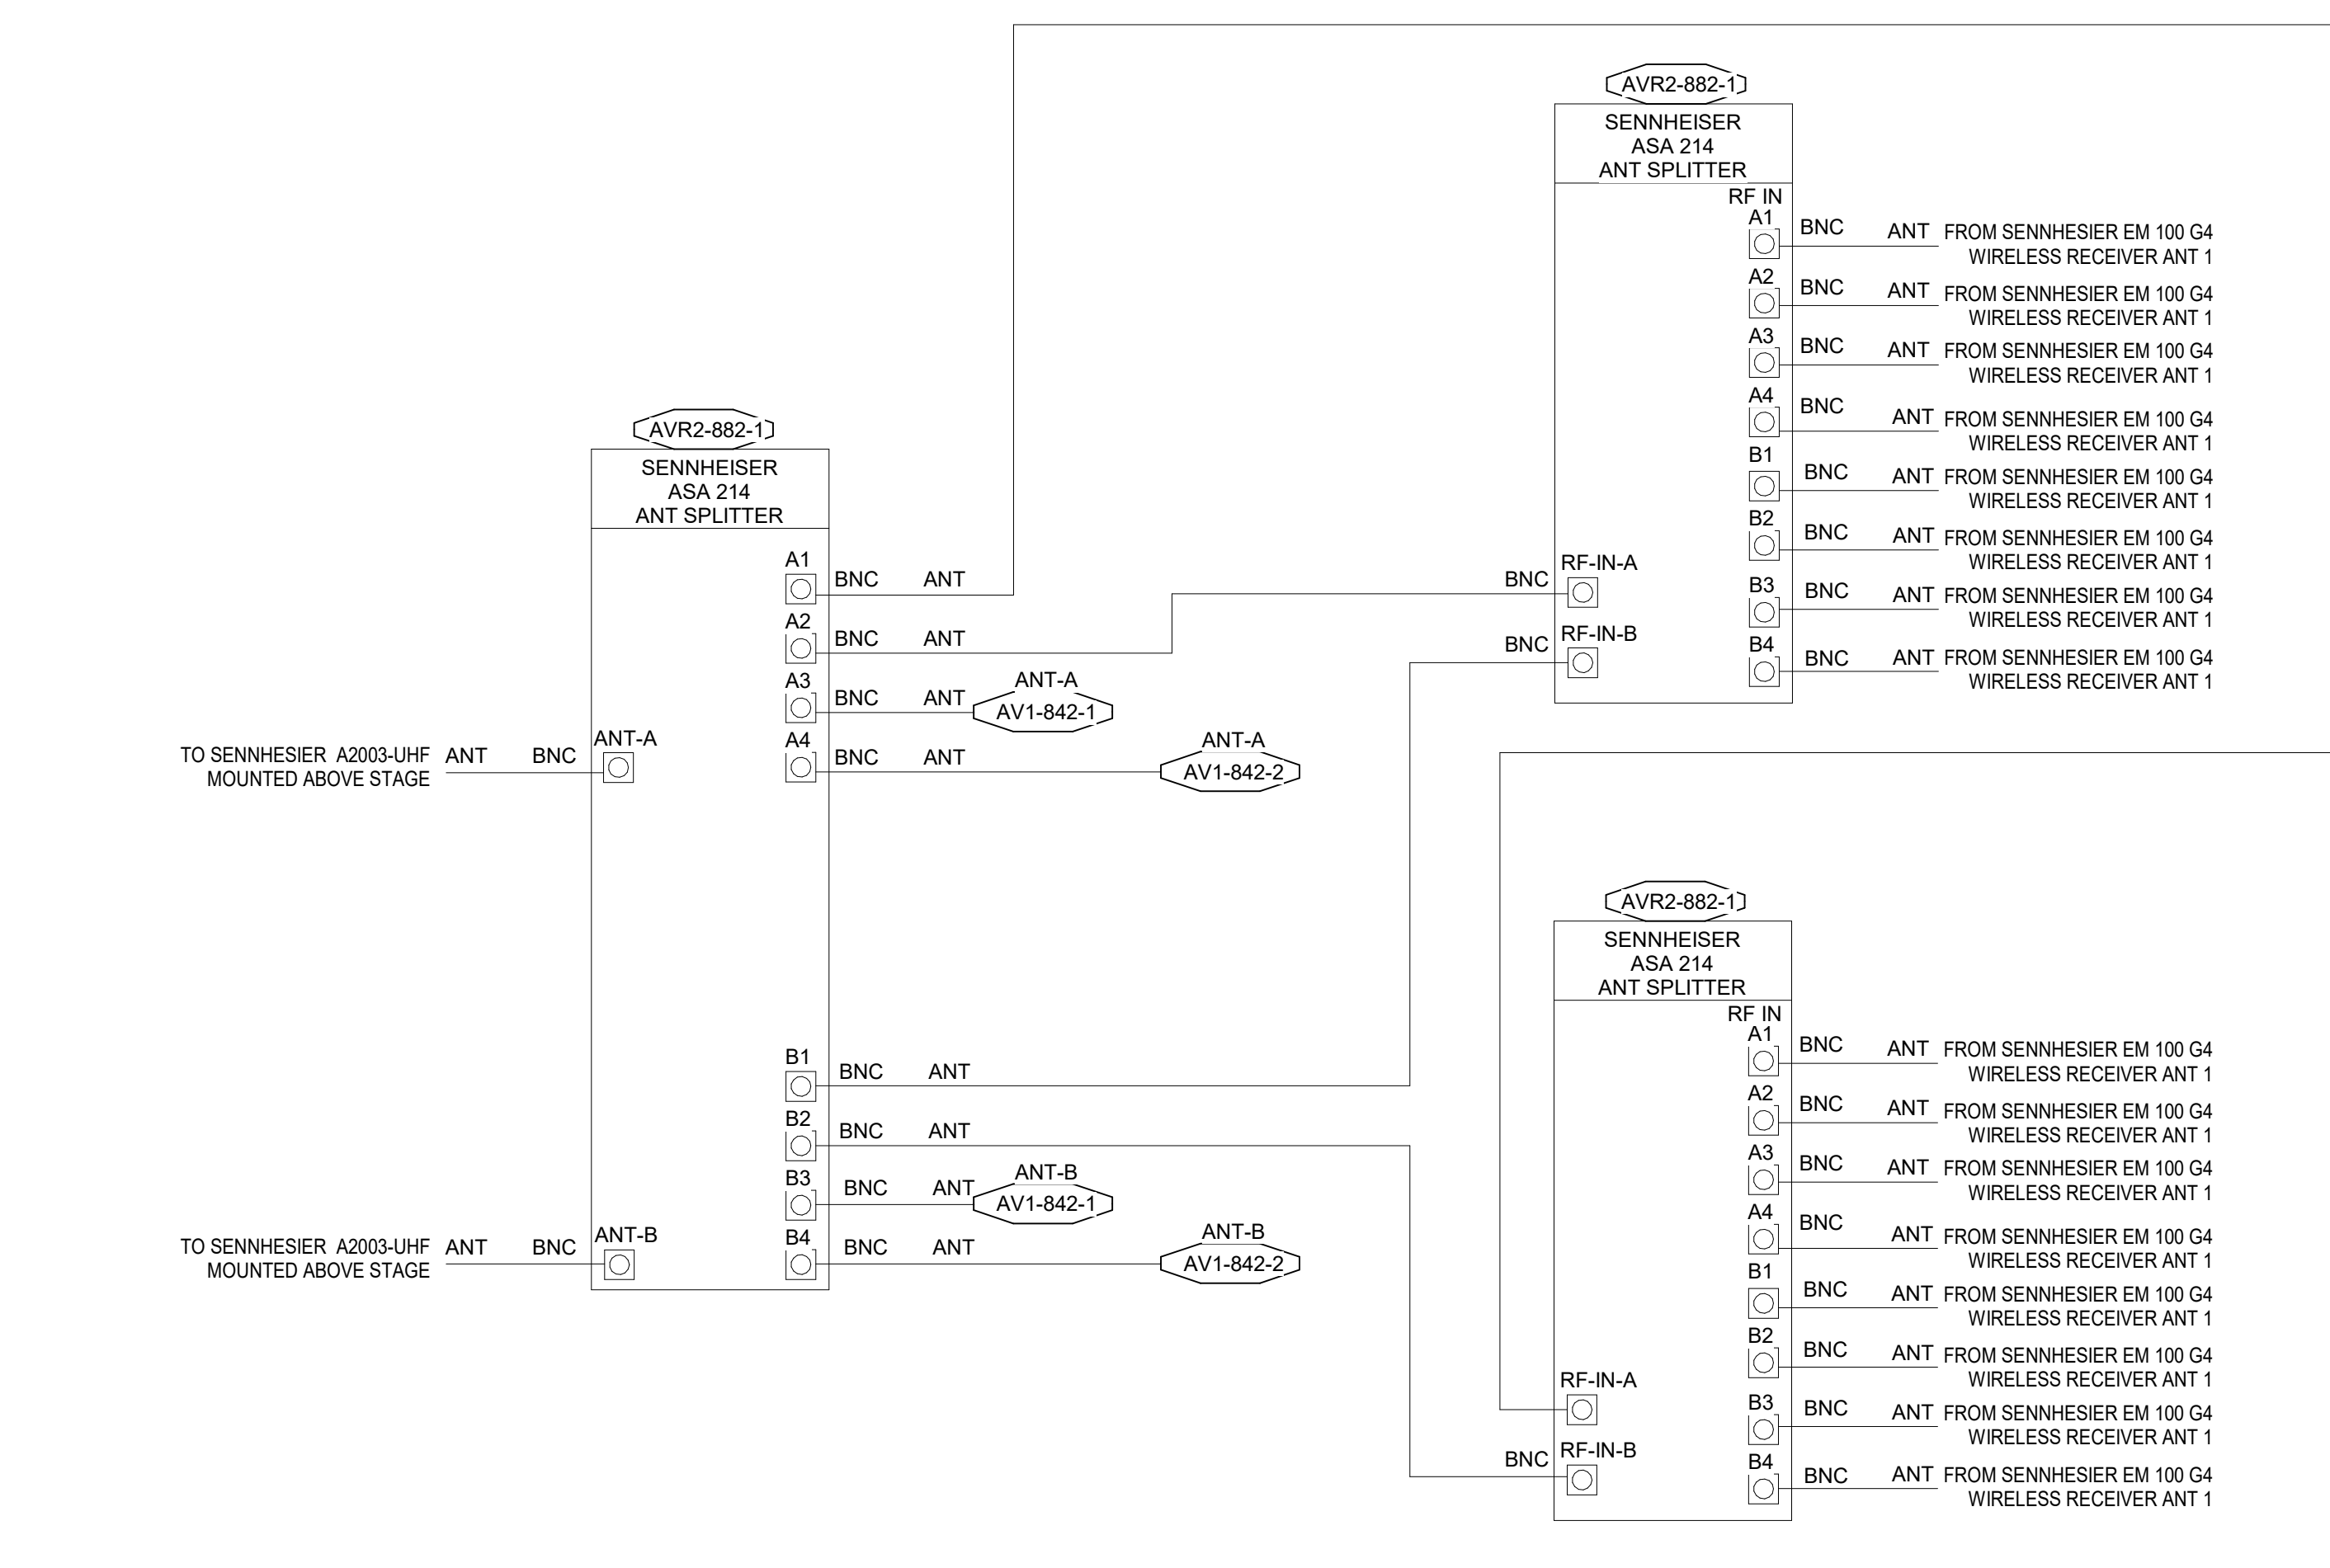 AVR2-882-1
SENNHEISER
ASA 214
ANT SPLITTER
A1
BNC ANT
A2
BNC ANT
A3
BNC ANT
ANT-A
AV1-842-1
A4
BNC ANT
ANT-A
AV1-842-2
TO SENNHESIER A2003-UHF ANT BNC ANT-A
MOUNTED ABOVE STAGE
B1
BNC ANT
B2
BNC ANT
B3
BNC ANT
ANT-B
AV1-842-1
B4
BNC ANT
ANT-B
AV1-842-2
TO SENNHESIER A2003-UHF ANT BNC ANT-B
MOUNTED ABOVE STAGE
AVR2-882-1
SENNHEISER
ASA 214
ANT SPLITTER
RF IN
A1
BNC ANT FROM SENNHESIER EM 100 G4
WIRELESS RECEIVER ANT 1
A2
BNC ANT FROM SENNHESIER EM 100 G4
WIRELESS RECEIVER ANT 1
A3
BNC ANT FROM SENNHESIER EM 100 G4
WIRELESS RECEIVER ANT 1
A4
BNC ANT FROM SENNHESIER EM 100 G4
WIRELESS RECEIVER ANT 1
B1
BNC ANT FROM SENNHESIER EM 100 G4
WIRELESS RECEIVER ANT 1
B2
BNC ANT FROM SENNHESIER EM 100 G4
WIRELESS RECEIVER ANT 1
B3
BNC ANT FROM SENNHESIER EM 100 G4
WIRELESS RECEIVER ANT 1
B4
BNC ANT FROM SENNHESIER EM 100 G4
WIRELESS RECEIVER ANT 1
BNC RF-IN-A
BNC RF-IN-B
AVR2-882-1
SENNHEISER
ASA 214
ANT SPLITTER
RF IN
A1
BNC ANT FROM SENNHESIER EM 100 G4
WIRELESS RECEIVER ANT 1
A2
BNC ANT FROM SENNHESIER EM 100 G4
WIRELESS RECEIVER ANT 1
A3
BNC ANT FROM SENNHESIER EM 100 G4
WIRELESS RECEIVER ANT 1
A4
BNC ANT FROM SENNHESIER EM 100 G4
WIRELESS RECEIVER ANT 1
B1
BNC ANT FROM SENNHESIER EM 100 G4
WIRELESS RECEIVER ANT 1
B2
BNC ANT FROM SENNHESIER EM 100 G4
WIRELESS RECEIVER ANT 1
B3
BNC ANT FROM SENNHESIER EM 100 G4
WIRELESS RECEIVER ANT 1
B4
BNC ANT FROM SENNHESIER EM 100 G4
WIRELESS RECEIVER ANT 1
RF-IN-A
BNC RF-IN-B